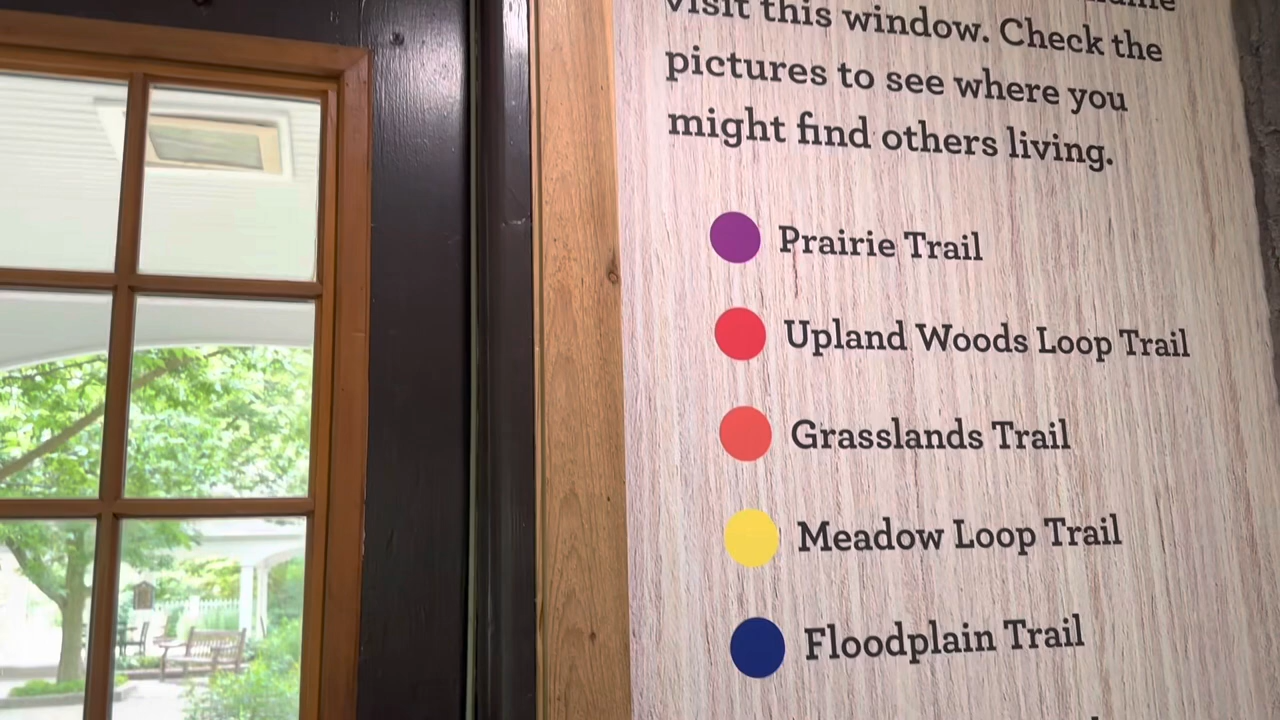 visit this window. Check the
pictures to see where you
might find others living.
Prairie Trail
Upland Woods Loop Trail
Grasslands Trail
Meadow Loop Trail
Floodplain Trail